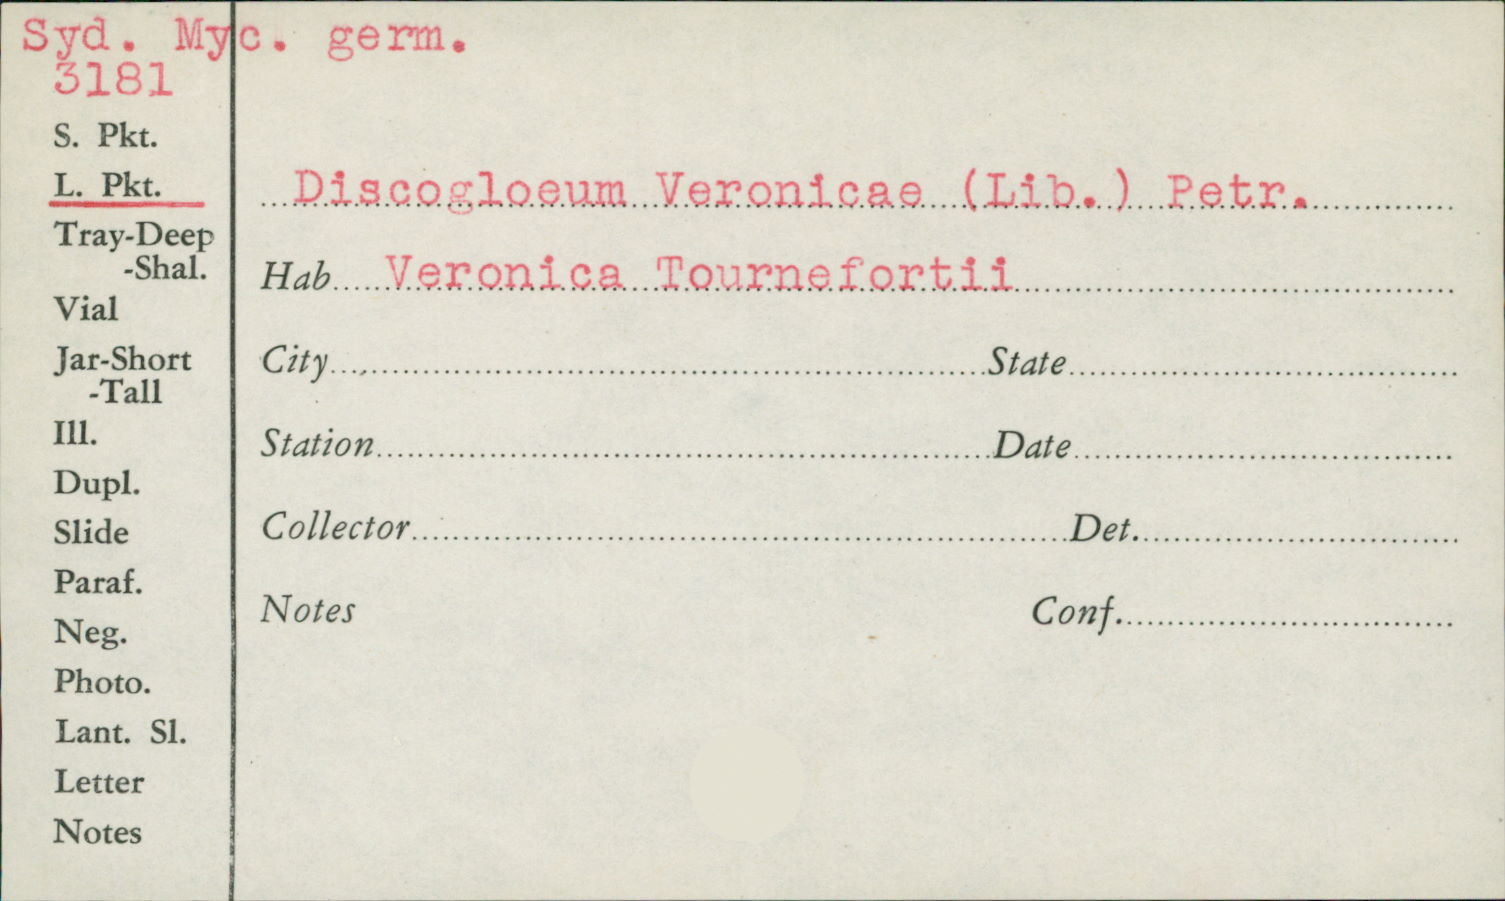 Syd. Myc. germ.
3181
S. Pkt.
L. Pkt.
Tray-Deep
-Shal.
Vial
Jar-Short
-Tall
Ill.
Dupl.
Slide
Paraf.
Neg.
Photo.
Lant. Sl.
Letter
Notes
Discogloeum Veronicae (Lib.) Petr.
Hab Veronica Tournefortii
City State
Station Date
Collector Det.
Notes Conf.